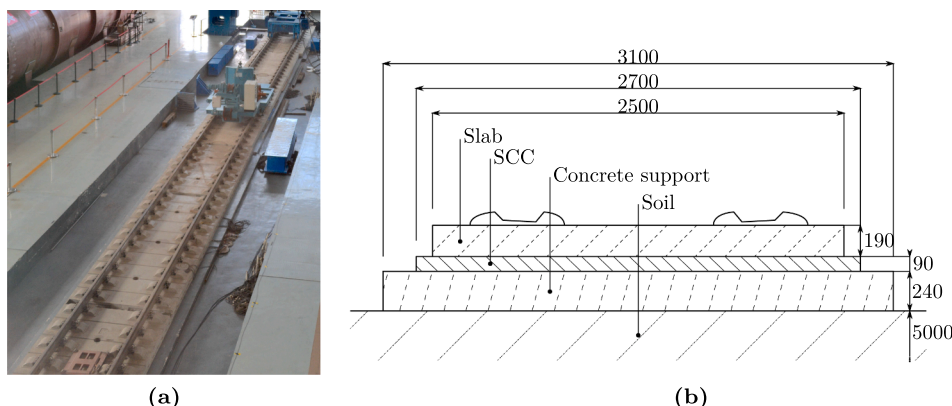 3100
2700
2500
Slab
SCC
Concrete support
Soil
190
90
240
5000
(a)
(b)